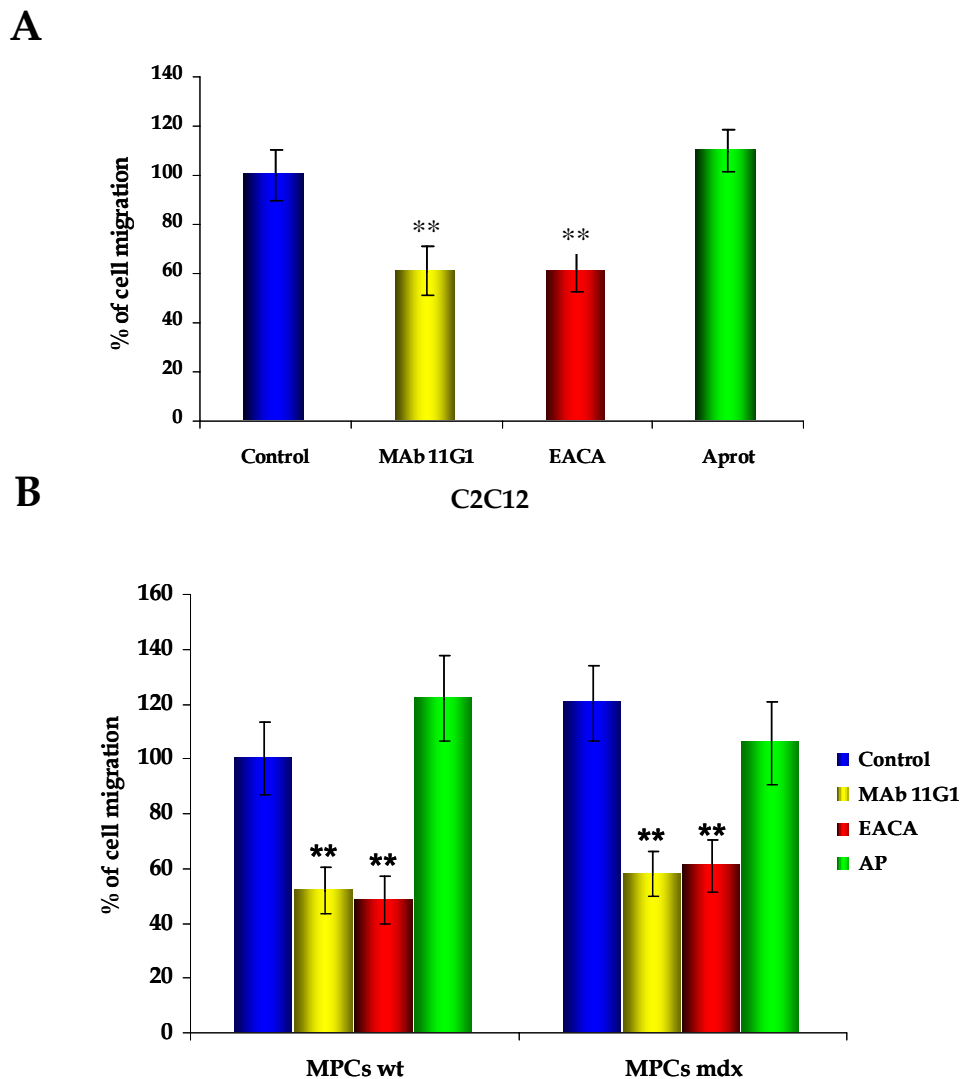 A
140
120
100
80
60
40
20
0
% of cell migration
**
**
Control MAb 11G1 EACA Aprot
C2C12
B
160
140
120
100
80
60
40
20
0
% of cell migration
** ** ** **
Control
MAb 11G1
EACA
AP
MPCs wt MPCs mdx